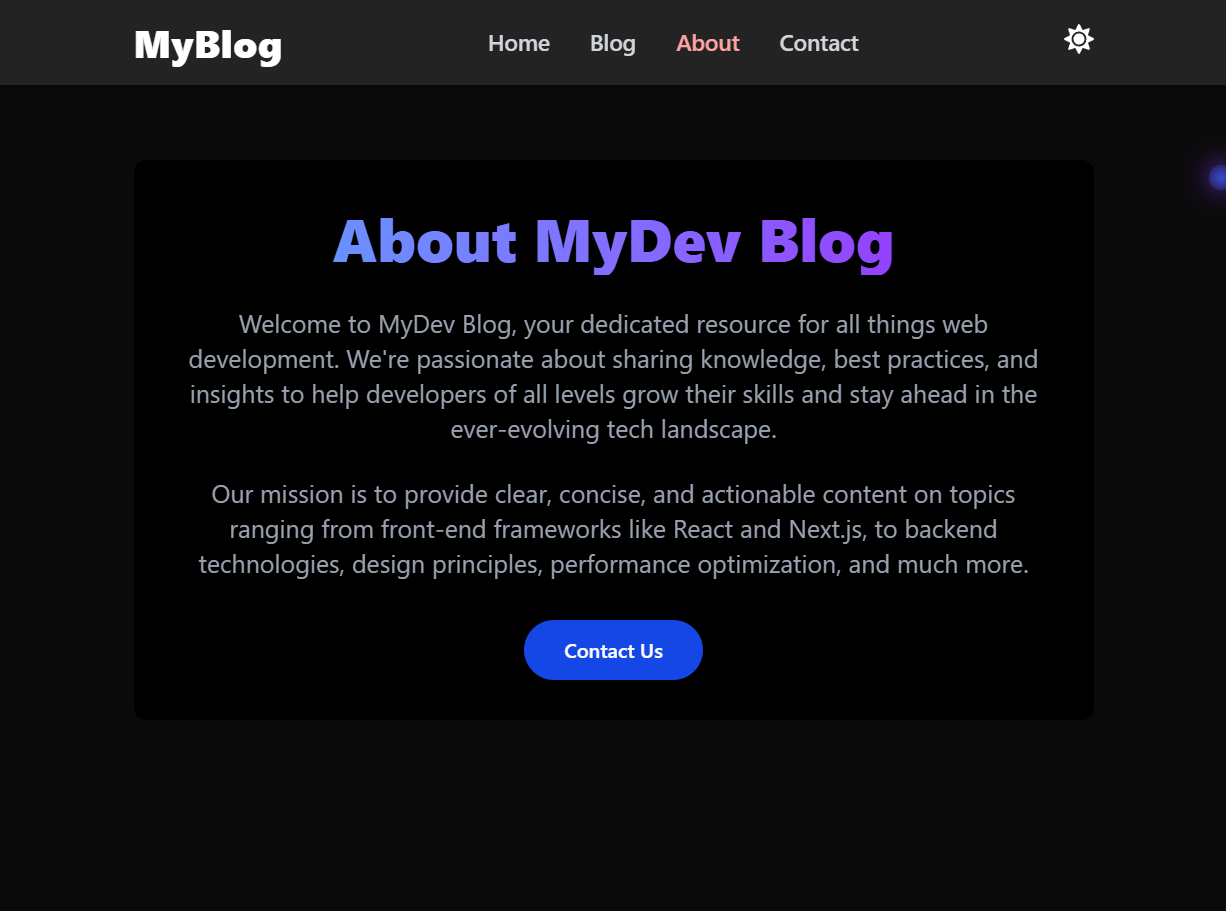 MyBlog
Home
Blog
About
Contact
About MyDev Blog
Welcome to MyDev Blog, your dedicated resource for all things web
development. We're passionate about sharing knowledge, best practices, and
insights to help developers of all levels grow their skills and stay ahead in the
ever-evolving tech landscape.
Our mission is to provide clear, concise, and actionable content on topics
ranging from front-end frameworks like React and Next.js, to backend
technologies, design principles, performance optimization, and much more.
Contact Us